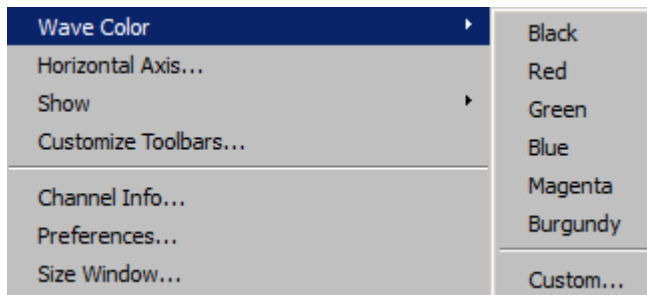 Wave Color
Horizontal Axis...
Show
Customize Toolbars...
Channel Info...
Preferences...
Size Window...
Black
Red
Green
Blue
Magenta
Burgundy
Custom...